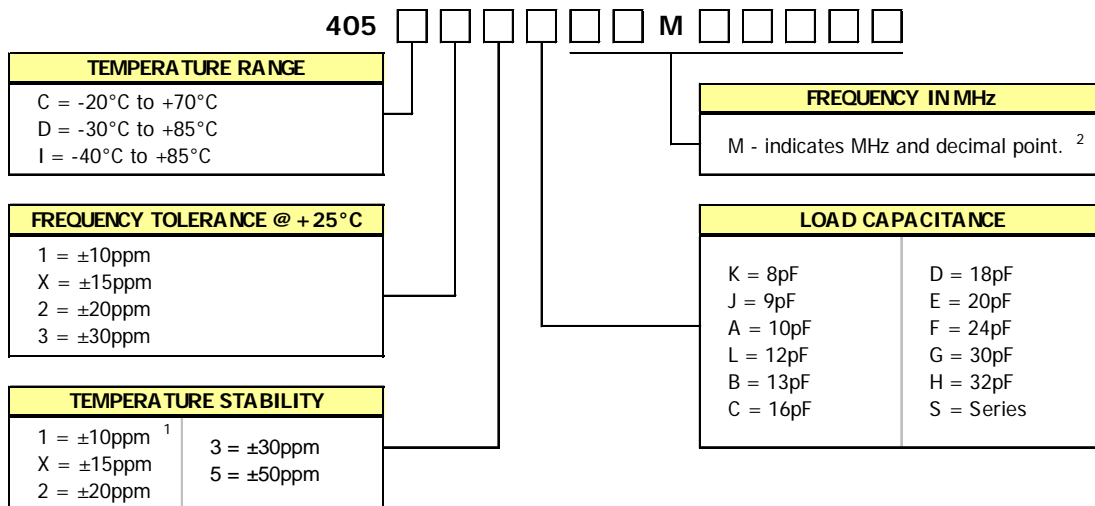 405 M
TEMPERATURE RANGE
C = -20°C to +70°C
D = -30°C to +85°C
I = -40°C to +85°C
FREQUENCY IN MHz
M - indicates MHz and decimal point. 2
FREQUENCY TOLERANCE @ +25°C
1 = ±10ppm
X = ±15ppm
2 = ±20ppm
3 = ±30ppm
LOAD CAPACITANCE
K = 8pF
J = 9pF
A = 10pF
L = 12pF
B = 13pF
C = 16pF
D = 18pF
E = 20pF
F = 24pF
G = 30pF
H = 32pF
S = Series
TEMPERATURE STABILITY
1 = ±10ppm 1
X = ±15ppm
2 = ±20ppm
3 = ±30ppm
5 = ±50ppm